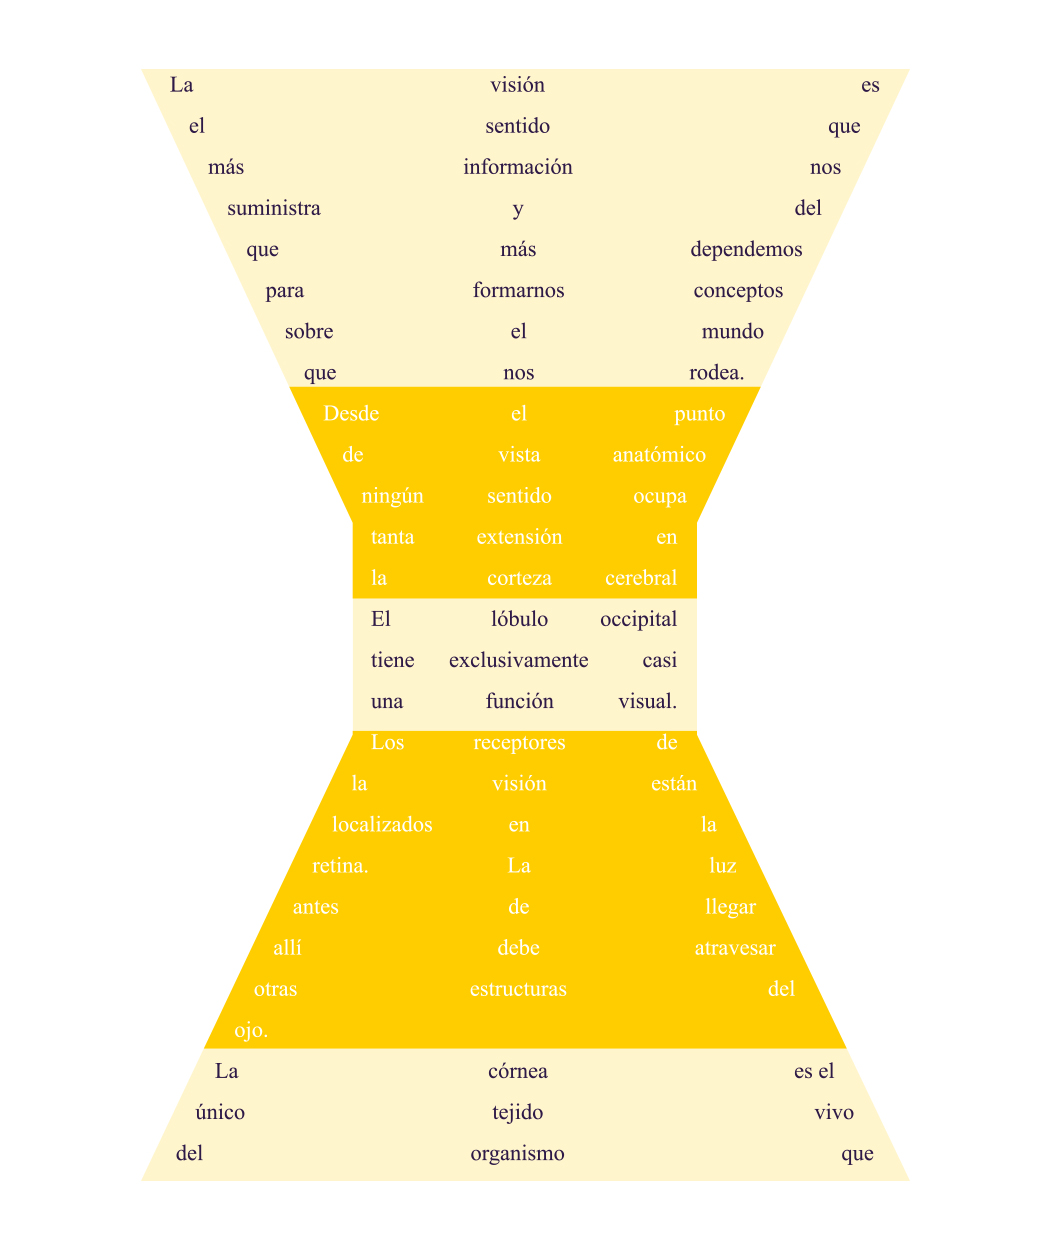 La visión es
el sentido que
más información nos
suministra y del
que más dependemos
para formarnos conceptos
sobre el mundo
que nos rodea.
Desde el punto
de vista anatómico
ningún sentido ocupa
tanta extensión en
la corteza cerebral
El lóbulo occipital
tiene exclusivamente casi
una función visual.
Los receptores de
la visión están
localizados en la
retina. La luz
antes de llegar
allí debe atravesar
otras estructuras del
ojo.
La córnea es el
único tejido vivo
del organismo que